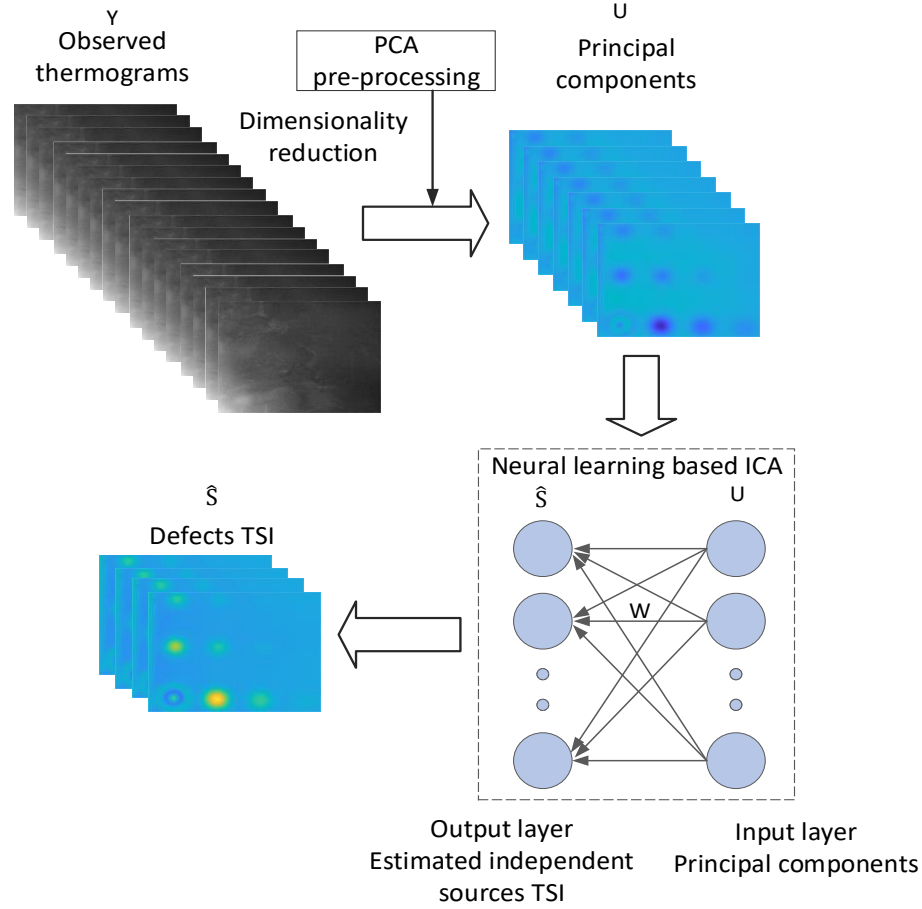 Y
Observed
thermograms
PCA
pre-processing
Dimensionality
reduction
U
Principal
components
Neural learning based ICA
Ŝ
U
W
Ŝ
Defects TSI
Output layer
Estimated independent
sources TSI
Input layer
Principal components